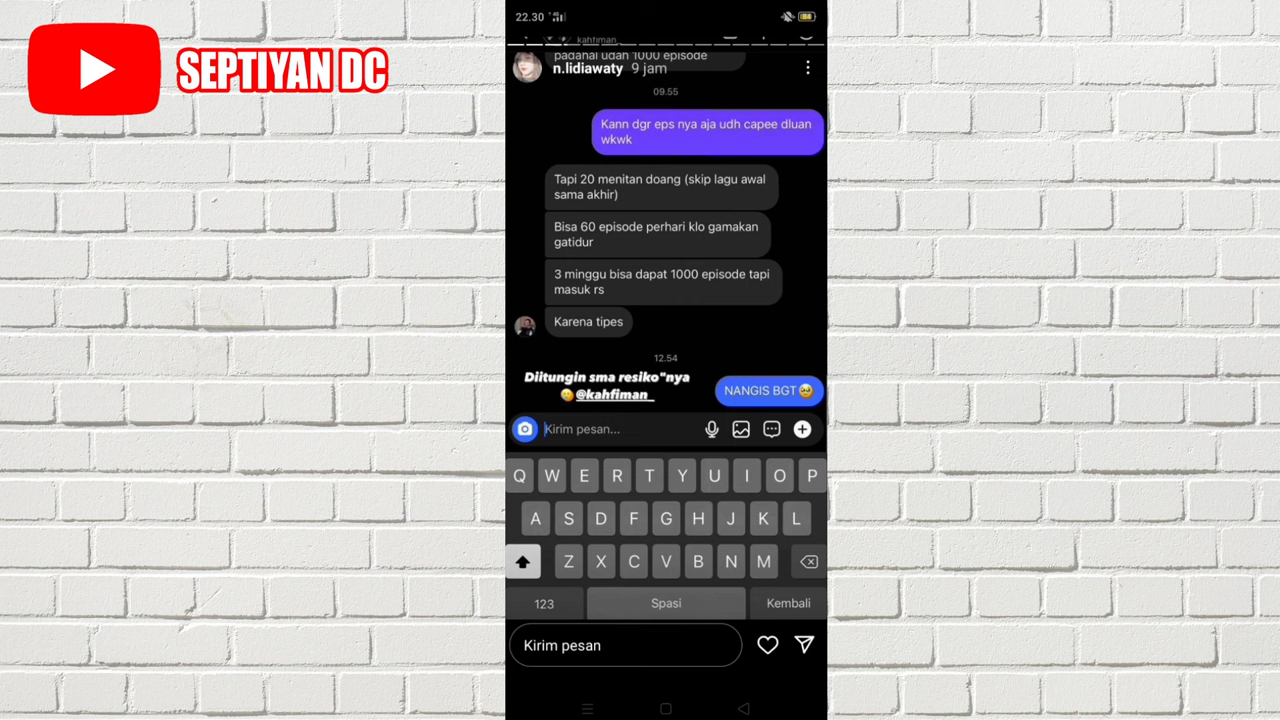 SEPTIYAN DC
22.30
84
kahfiman_
padahal udah 1000 episode
n.lidiawaty 9 jam
09.55
Kann dgr eps nya aja udh capee dluan
wkwk
Tapi 20 menitan doang (skip lagu awal
sama akhir)
Bisa 60 episode perhari klo gamakan
gatidur
3 minggu bisa dapat 1000 episode tapi
masuk rs
Karena tipes
12.54
Diitungin sma resiko"nya
🥲@kahfiman_
NANGIS BGT🥹
Kirim pesan...
Q W E R T Y U I O P
A S D F G H J K L
Z X C V B N M
123 Spasi Kembali
Kirim pesan